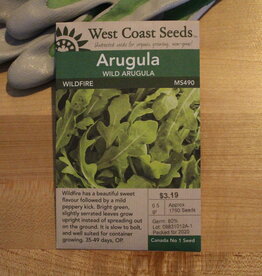 West Coast Seeds
Untreated seeds for organic growing, non-gmo!
Arugula
WILD ARUGULA
WILDFIRE MS490
Wildfire has a beautiful sweet
flavour followed by a mild
peppery kick. Bright green,
slightly serrated leaves grow
upright instead of spreading out
on the ground. It is slow to bolt,
and well suited for container
growing. 35-49 days, OP.
$3.19
0.5 gr Approx 1790 Seeds
Germ: 80%
Packed for 2020
Canada No 1 Seed